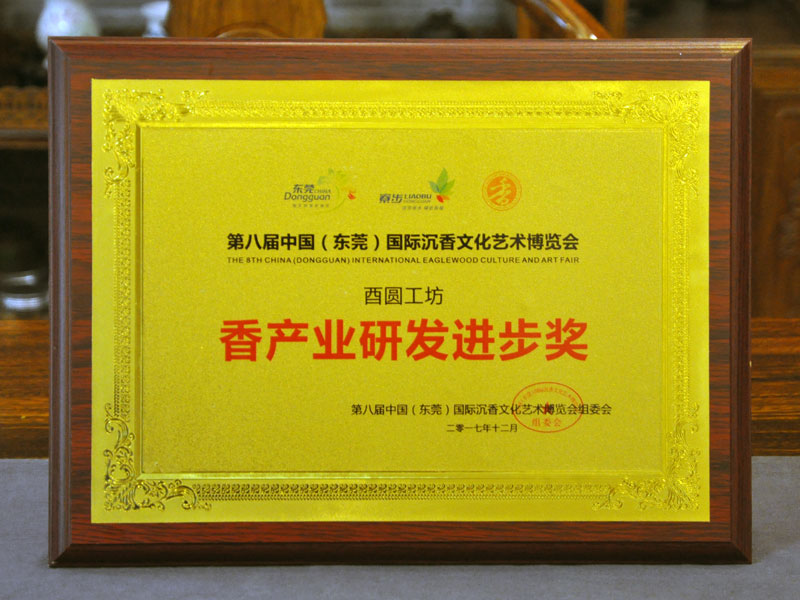 东莞 CHINA
Dongguan
寮步 LIAOBU
第八届中国（东莞）国际沉香文化艺术博览会
THE 8TH CHINA (DONGGUAN) INTERNATIONAL EAGLEWOOD CULTURE AND ART FAIR
酉圆工坊
香产业研发进步奖
第八届中国（东莞）国际沉香文化艺术博览会组委会
组委会
二零一七年十二月